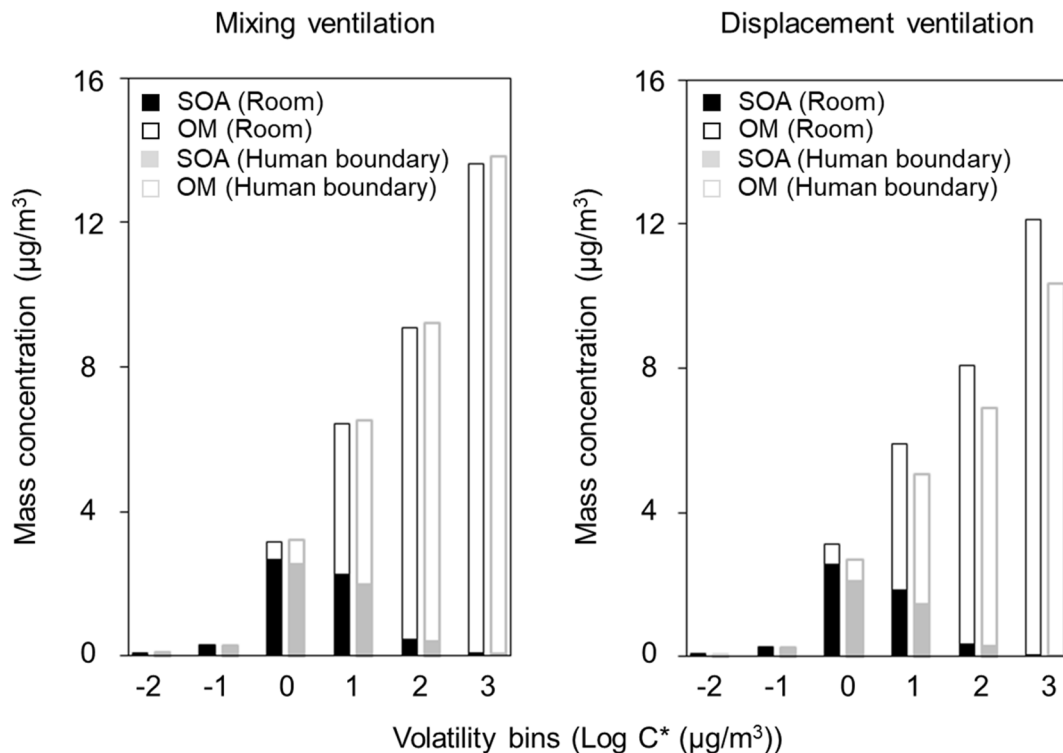 Mixing ventilation
Mass concentration (µg/m³)
16
12
8
4
0
SOA (Room)
OM (Room)
SOA (Human boundary)
OM (Human boundary)
-2 -1 0 1 2 3
Displacement ventilation
Mass concentration (µg/m³)
16
12
8
4
0
SOA (Room)
OM (Room)
SOA (Human boundary)
OM (Human boundary)
-2 -1 0 1 2 3
Volatility bins (Log C* (µg/m³))